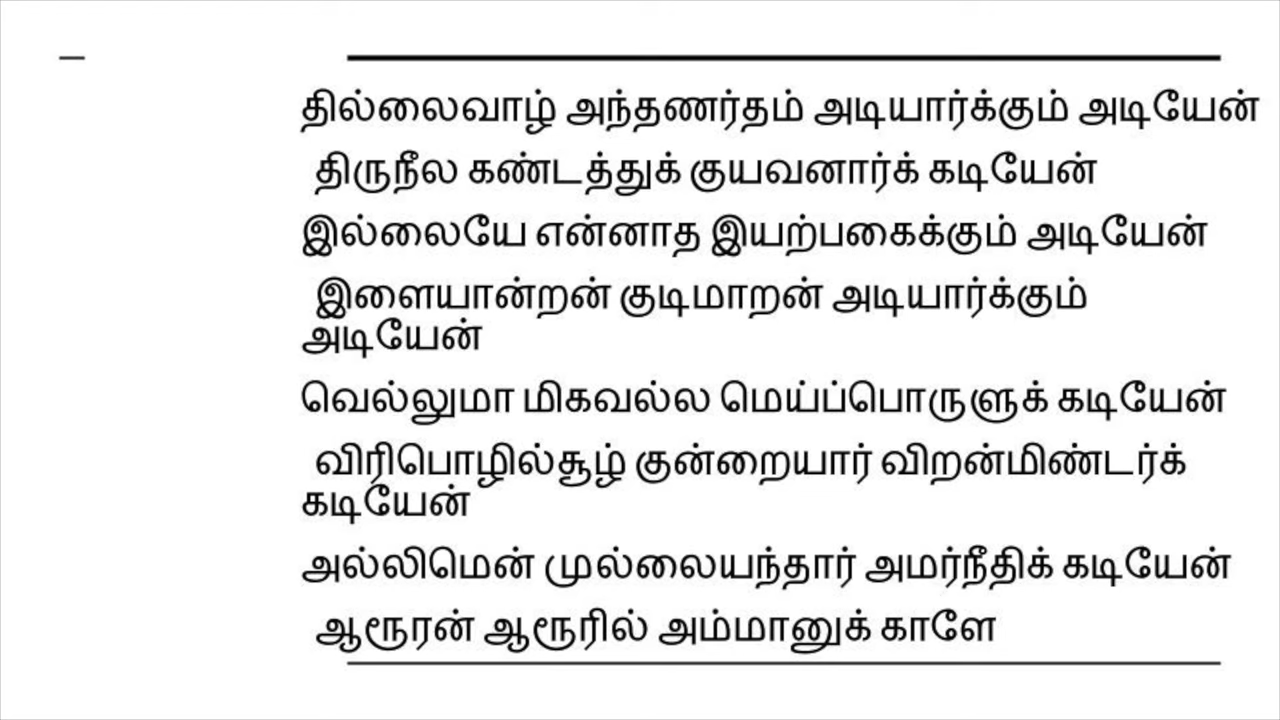 தில்லைவாழ் அந்தணர்தம் அடியார்க்கும் அடியேன்
திருநீல கண்டத்துக் குயவனார்க் கடியேன்
இல்லையே என்னாத இயற்பகைக்கும் அடியேன்
இளையான்றன் குடிமாறன் அடியார்க்கும்
அடியேன்
வெல்லுமா மிகவல்ல மெய்ப்பொருளுக் கடியேன்
விரிபொழில்சூழ் குன்றையார் விறன்மிண்டர்க்
கடியேன்
அல்லிமென் முல்லையந்தார் அமர்நீதிக் கடியேன்
ஆரூரன் ஆரூரில் அம்மானுக் காளே